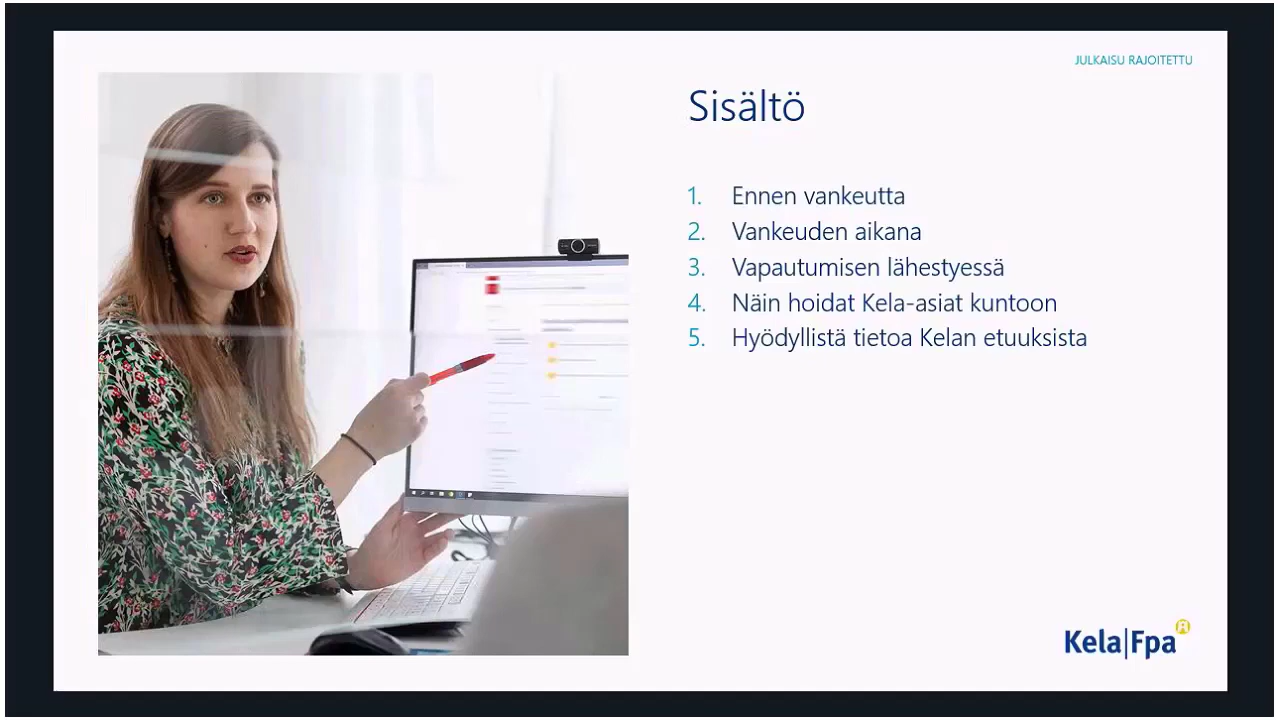 JULKAISU RAJOITETTU
Sisältö
1. Ennen vankeutta
2. Vankeuden aikana
3. Vapautumisen lähestyessä
4. Näin hoidat Kela-asiat kuntoon
5. Hyödyllistä tietoa Kelan etuuksista
Kela|Fpa